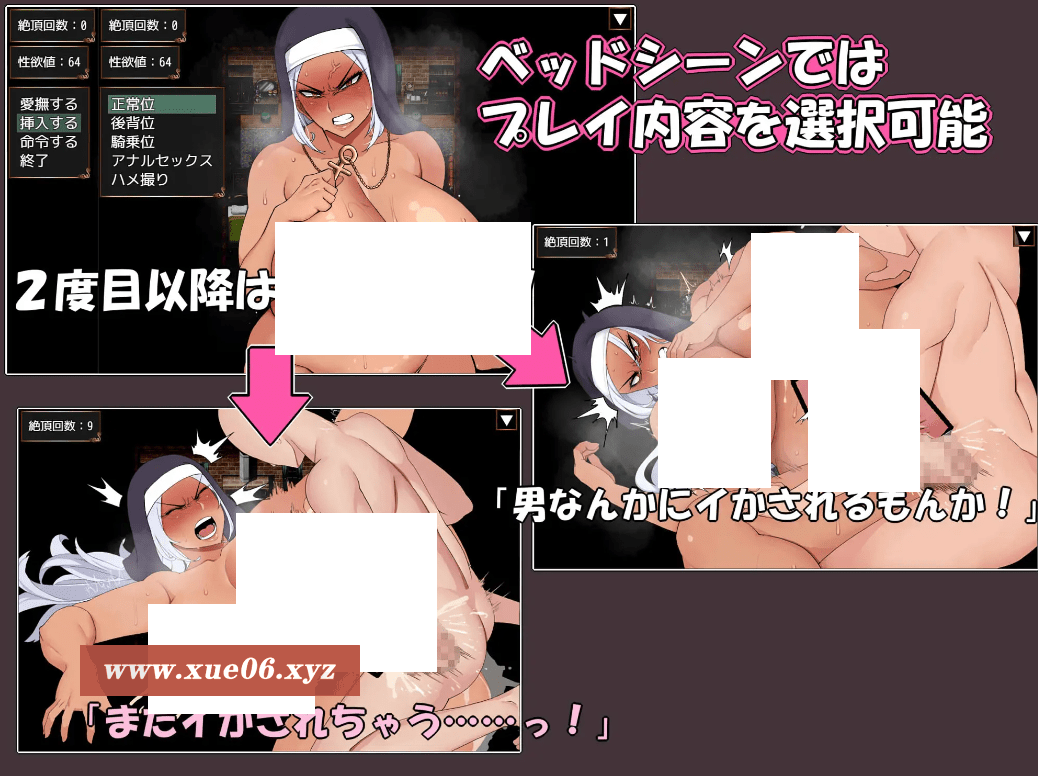 絶頂回数：0
絶頂回数：0
性欲値：64
性欲値：64
愛撫する
挿入する
命令する
終了
正常位
後背位
騎乗位
アナルセックス
ハメ撮り
ベッドシーンでは
プレイ内容を選択可能
2度目以降は
絶頂回数：1
「男なんかにイかされるもんか！」
絶頂回数：9
www.xue06.xyz
「またイかされちゃう……っ！」